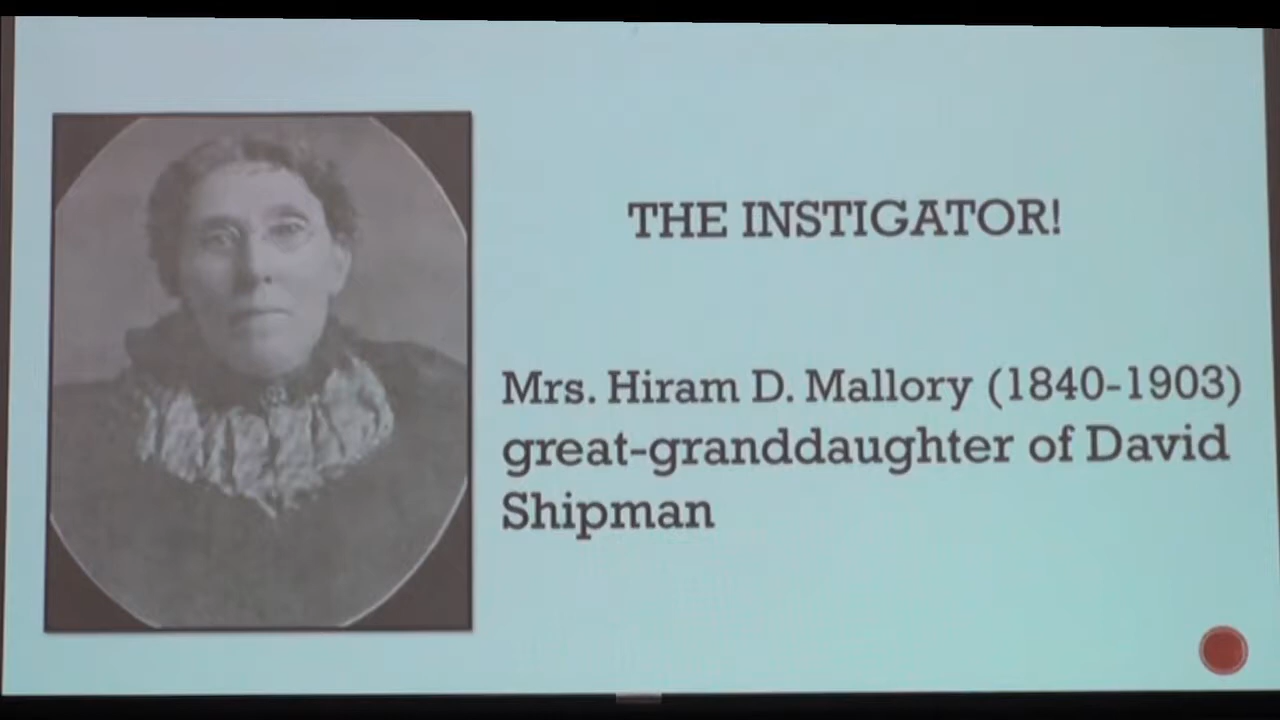 THE INSTIGATOR!
Mrs. Hiram D. Mallory (1840-1903)
great-granddaughter of David
Shipman